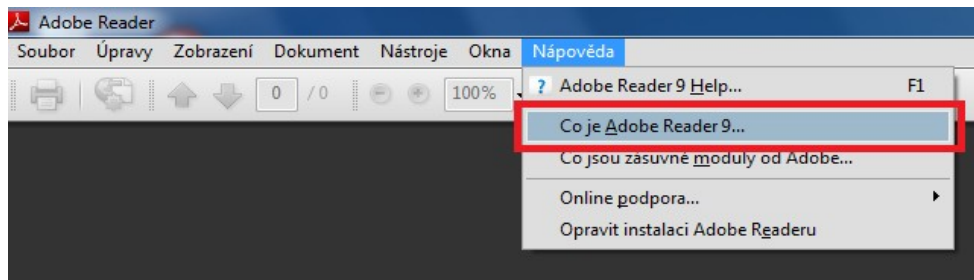 Adobe Reader
Soubor Úpravy Zobrazení Dokument Nástroje Okna Nápověda
0 / 0 100%
? Adobe Reader 9 Help... F1
Co je Adobe Reader 9...
Co jsou zásuvné moduly od Adobe...
Online podpora...
Opravit instalaci Adobe Readeru